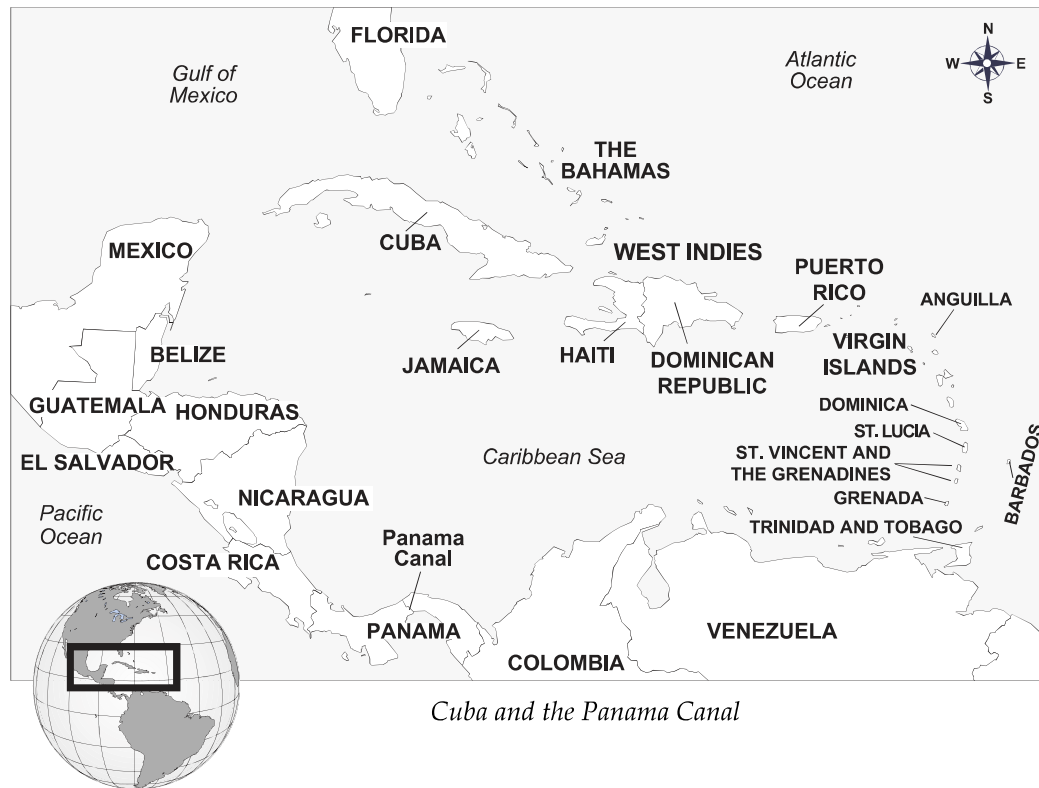 FLORIDA
Gulf of
Mexico
Atlantic
Ocean
N
W
E
S
THE
BAHAMAS
MEXICO
CUBA
WEST INDIES
PUERTO
RICO
ANGUILLA
BELIZE
JAMAICA
HAITI
DOMINICAN
REPUBLIC
VIRGIN
ISLANDS
GUATEMALA
HONDURAS
DOMINICA
ST. LUCIA
EL SALVADOR
Caribbean Sea
ST. VINCENT AND
THE GRENADINES
BARBADOS
NICARAGUA
GRENADA
Pacific
Ocean
TRINIDAD AND TOBAGO
COSTA RICA
Panama
Canal
PANAMA
VENEZUELA
COLOMBIA
Cuba and the Panama Canal